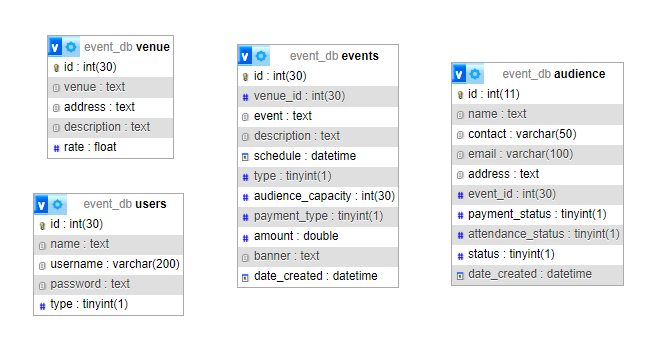 event_db venue
id : int(30)
venue : text
address : text
description : text
rate : float
event_db users
id : int(30)
name : text
username : varchar(200)
password : text
type : tinyint(1)
event_db events
id : int(30)
venue_id : int(30)
event : text
description : text
schedule : datetime
type : tinyint(1)
audience_capacity : int(30)
payment_type : tinyint(1)
amount : double
banner : text
date_created : datetime
event_db audience
id : int(11)
name : text
contact : varchar(50)
email : varchar(100)
address : text
event_id : int(30)
payment_status : tinyint(1)
attendance_status : tinyint(1)
status : tinyint(1)
date_created : datetime